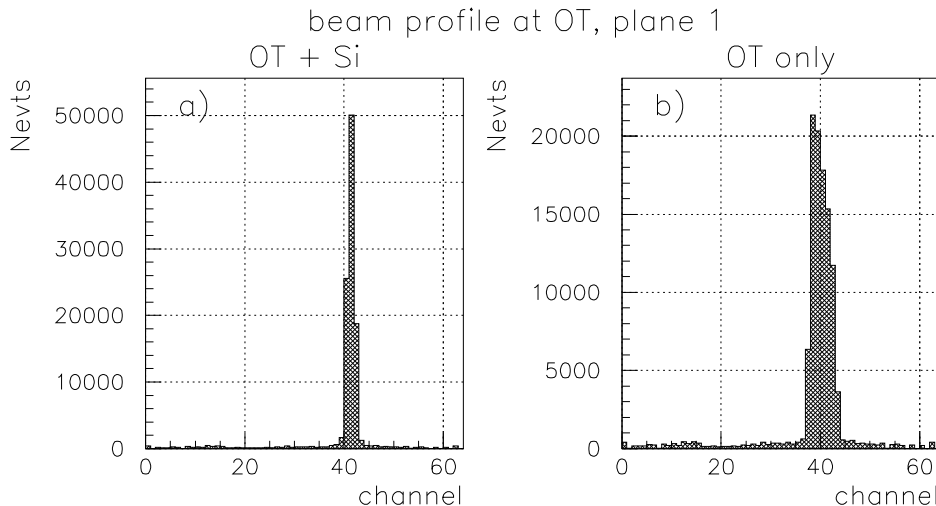 beam profile at OT, plane 1
OT + Si
OT only
Nevts
a)
50000
40000
30000
20000
10000
0
0 20 40 60
channel
Nevts
b)
20000
15000
10000
5000
0
0 20 40 60
channel